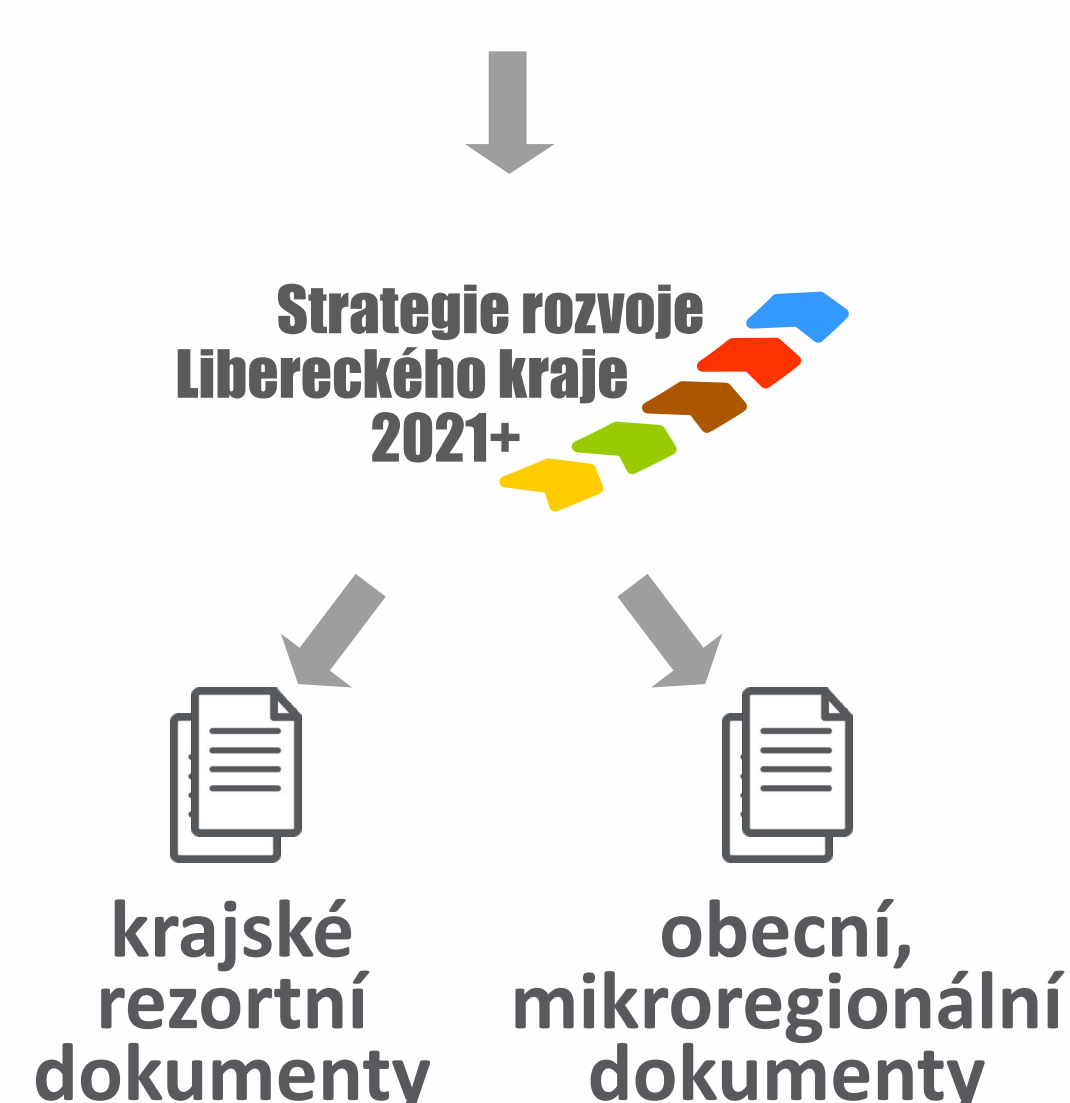 Strategie rozvoje
Libereckého kraje
2021+
krajské
rezortní
dokumenty
obecní,
mikroregionální
dokumenty